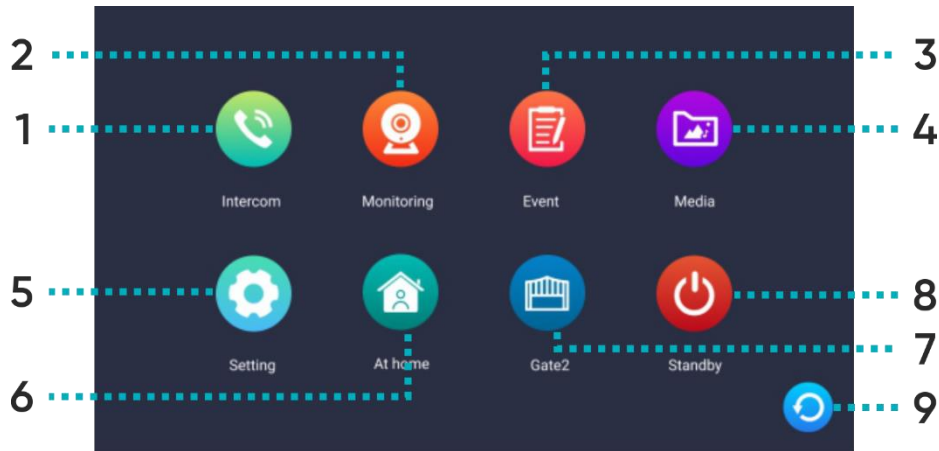 2 3
1 4
Intercom Monitoring Event Media
5 8
7
Setting At home Gate2 Standby
6 9